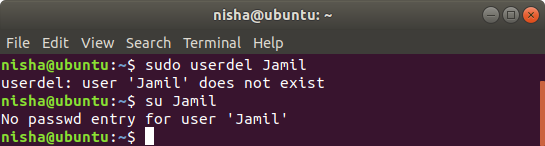 nisha@ubuntu: ~
File Edit View Search Terminal Help
nisha@ubuntu:~$ sudo userdel Jamil
userdel: user 'Jamil' does not exist
nisha@ubuntu:~$ su Jamil
No passwd entry for user 'Jamil'
nisha@ubuntu:~$